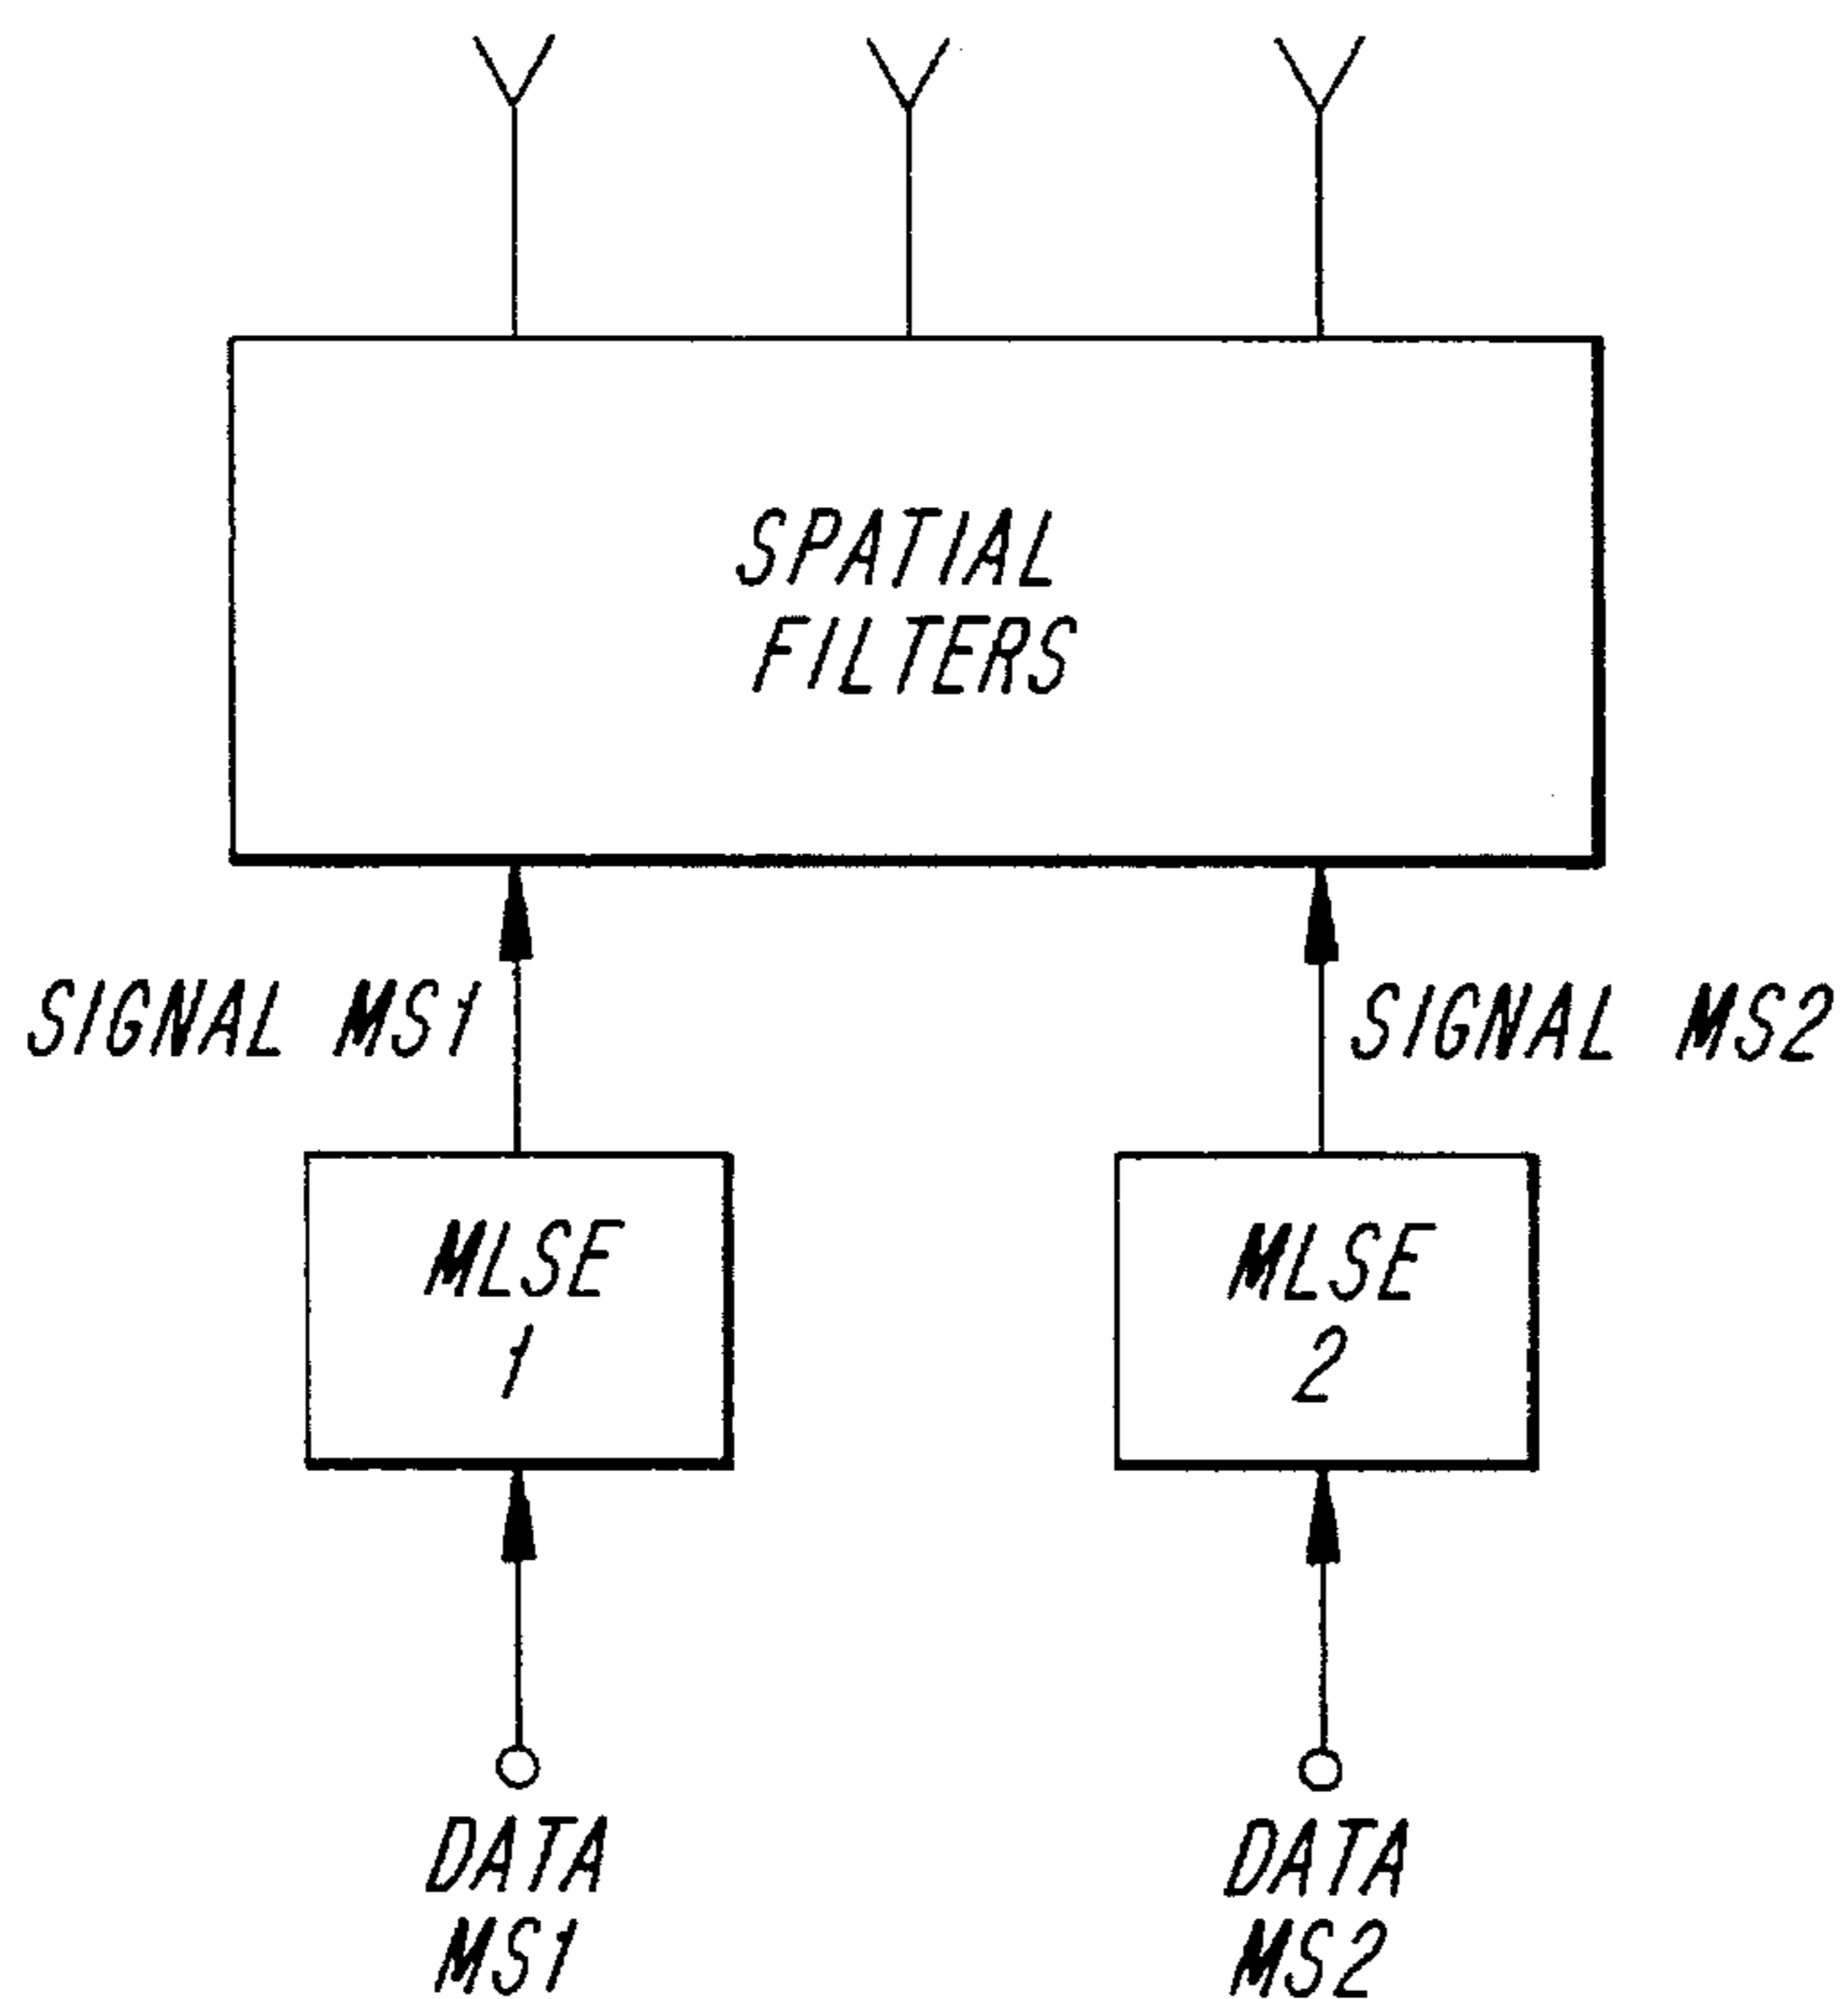 SPATIAL
FILTERS
SIGNAL MS1
SIGNAL MS2
MLSE
1
MLSE
2
DATA
MS1
DATA
MS2